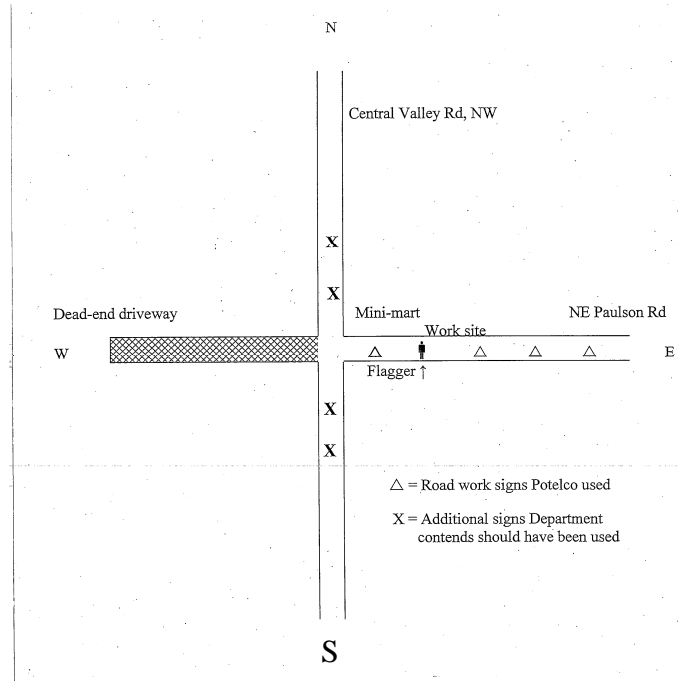 N
Central Valley Rd, NW
X
X
Dead-end driveway
Mini-mart
NE Paulson Rd
Work site
W
E
Flagger ↑
X
X
△ = Road work signs Potelco used
X = Additional signs Department
contends should have been used
S